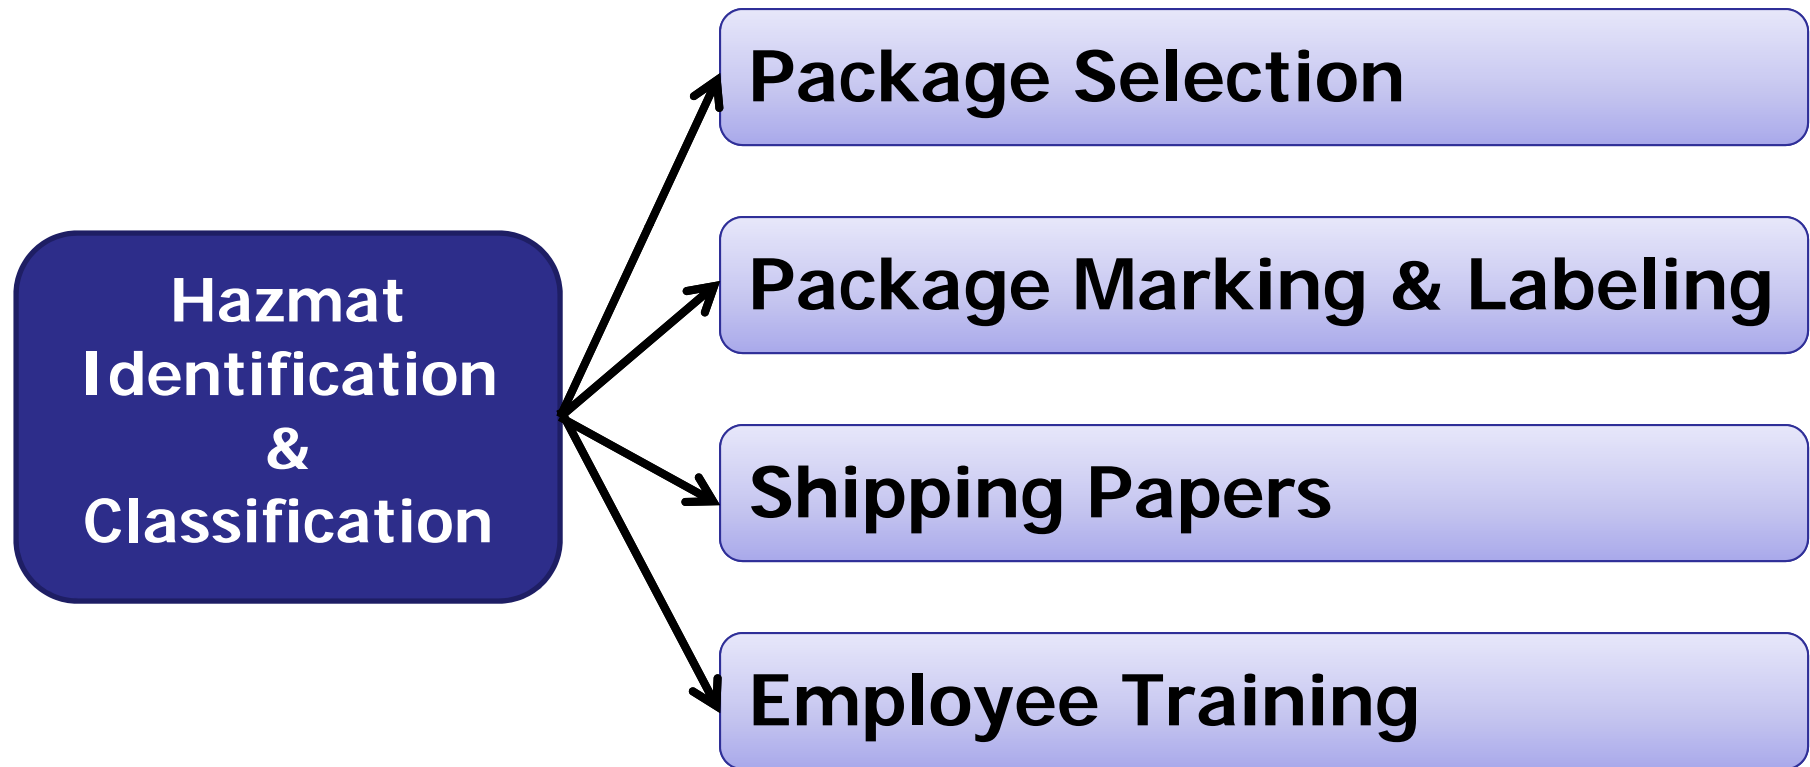 Hazmat
Identification
&
Classification
Package Selection
Package Marking & Labeling
Shipping Papers
Employee Training